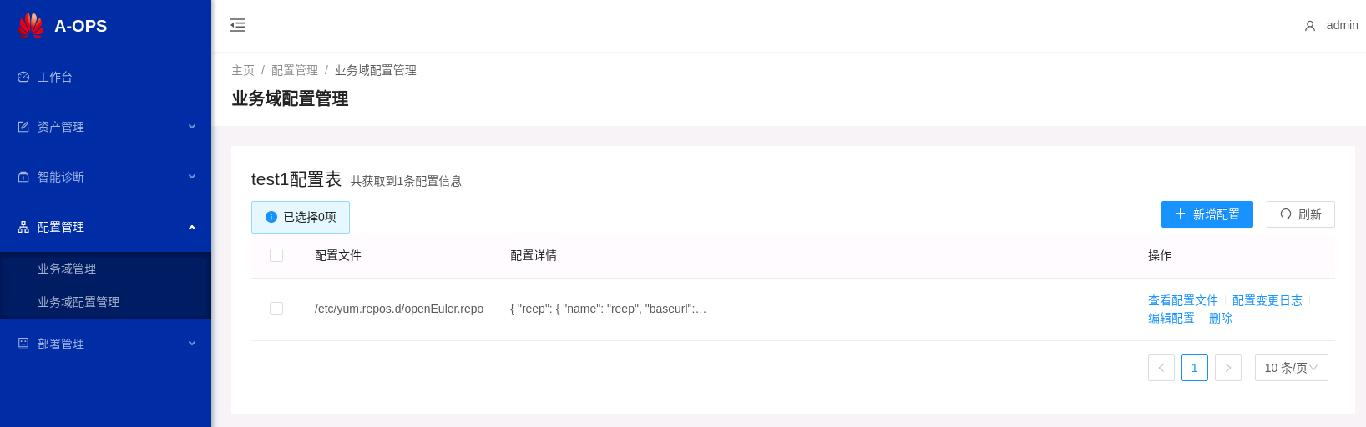 A-OPS
admin
工作台
资产管理
智能诊断
配置管理
业务域管理
业务域配置管理
部署管理
主页 / 配置管理 / 业务域配置管理
业务域配置管理
test1配置表 共获取到1条配置信息
已选择0项
新增配置 刷新
配置文件 配置详情 操作
/etc/yum.repos.d/openEuler.repo { "reep": { "name": "reep", "baseurl":... 查看配置文件 配置变更日志
编辑配置 删除
1 10 条/页